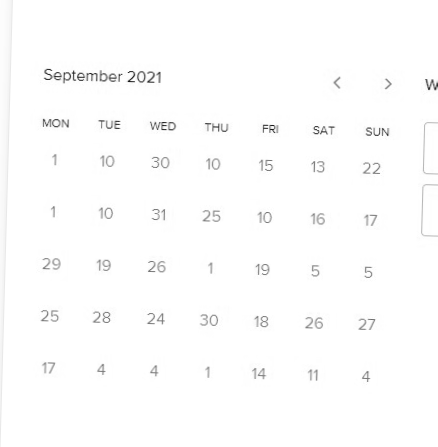 September 2021
W
MON TUE WED THU FRI SAT SUN
1 10 30 10 15 13 22
1 10 31 25 10 16 17
29 19 26 1 19 5 5
25 28 24 30 18 26 27
17 4 4 1 14 11 4